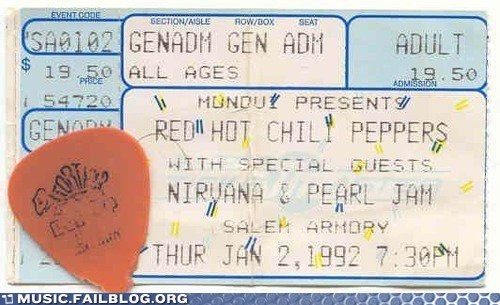 EVENT CODE
SA0102
$ 19.50
PRICE
54720
GENADM
SECTION/AISLE ROW/BOX SEAT
GENADM GEN ADM
ALL AGES
ADULT
19.50
ADMISSION
PRESENTS
RED HOT CHILI PEPPERS
WITH SPECIAL GUESTS
NIRVANA & PEARL JAM
SALEM ARMORY
THUR JAN 2,1992 7:30PM
MUSIC.FAILBLOG.ORG